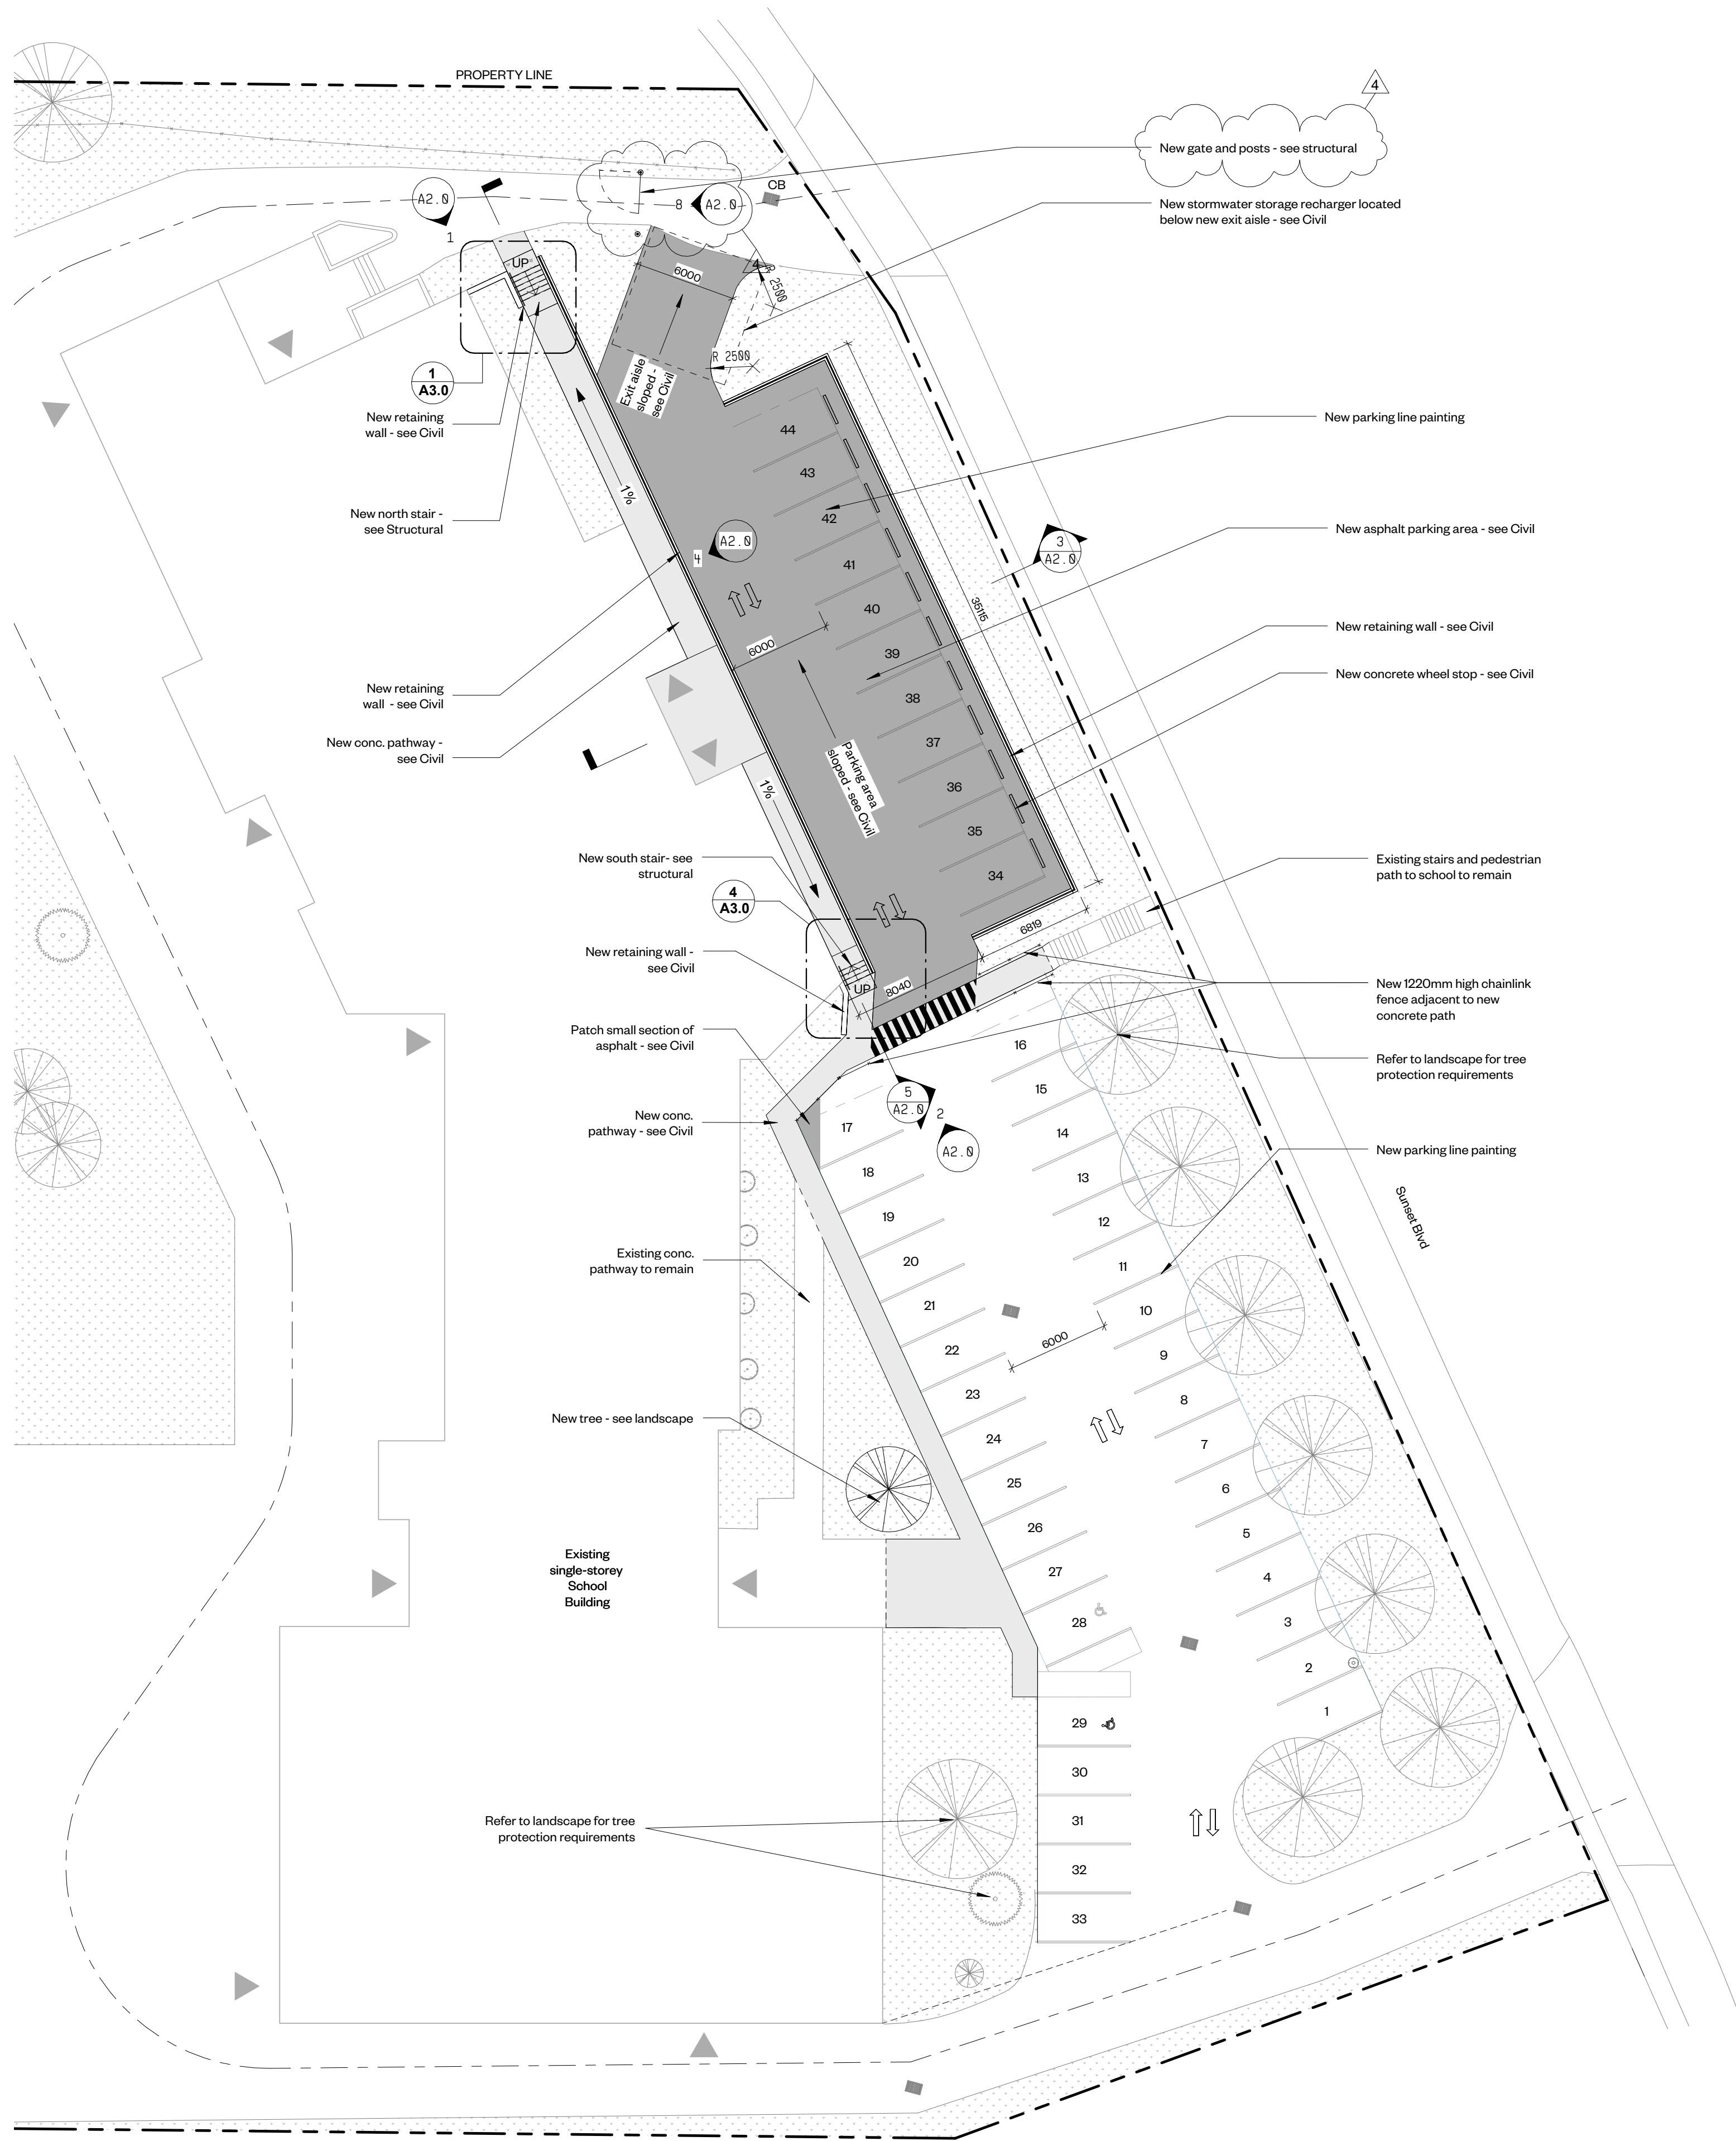 PROPERTY LINE
4
New gate and posts - see structural
CB
A2.0
8
A2.0
1
New stormwater storage recharger located
below new exit aisle - see Civil
UP
6000
4
2500
R 2500
Exit aisle
sloped -
see Civil
1
A3.0
New retaining
wall - see Civil
44
New parking line painting
43
1%
New north stair -
see Structural
42
A2.0
4
New asphalt parking area - see Civil
3
A2.0
41
40
35115
6000
39
New retaining wall - see Civil
New concrete wheel stop - see Civil
New retaining
wall - see Civil
38
37
New conc. pathway -
see Civil
Parking area
sloped - see Civil
1%
36
35
34
New south stair- see
structural
4
A3.0
Existing stairs and pedestrian
path to school to remain
6819
New retaining wall -
see Civil
UP
8040
New 1220mm high chainlink
fence adjacent to new
concrete path
Patch small section of
asphalt - see Civil
16
Refer to landscape for tree
protection requirements
15
5
A2.0
2
A2.0
New conc.
pathway - see Civil
17
14
New parking line painting
18
13
19
12
Sunset Blvd
Existing conc.
pathway to remain
20
11
21
10
6000
22
9
23
8
New tree - see landscape
24
7
25
6
26
5
Existing
single-storey
School
Building
27
4
28
3
2
29
1
30
Refer to landscape for tree
protection requirements
31
32
33